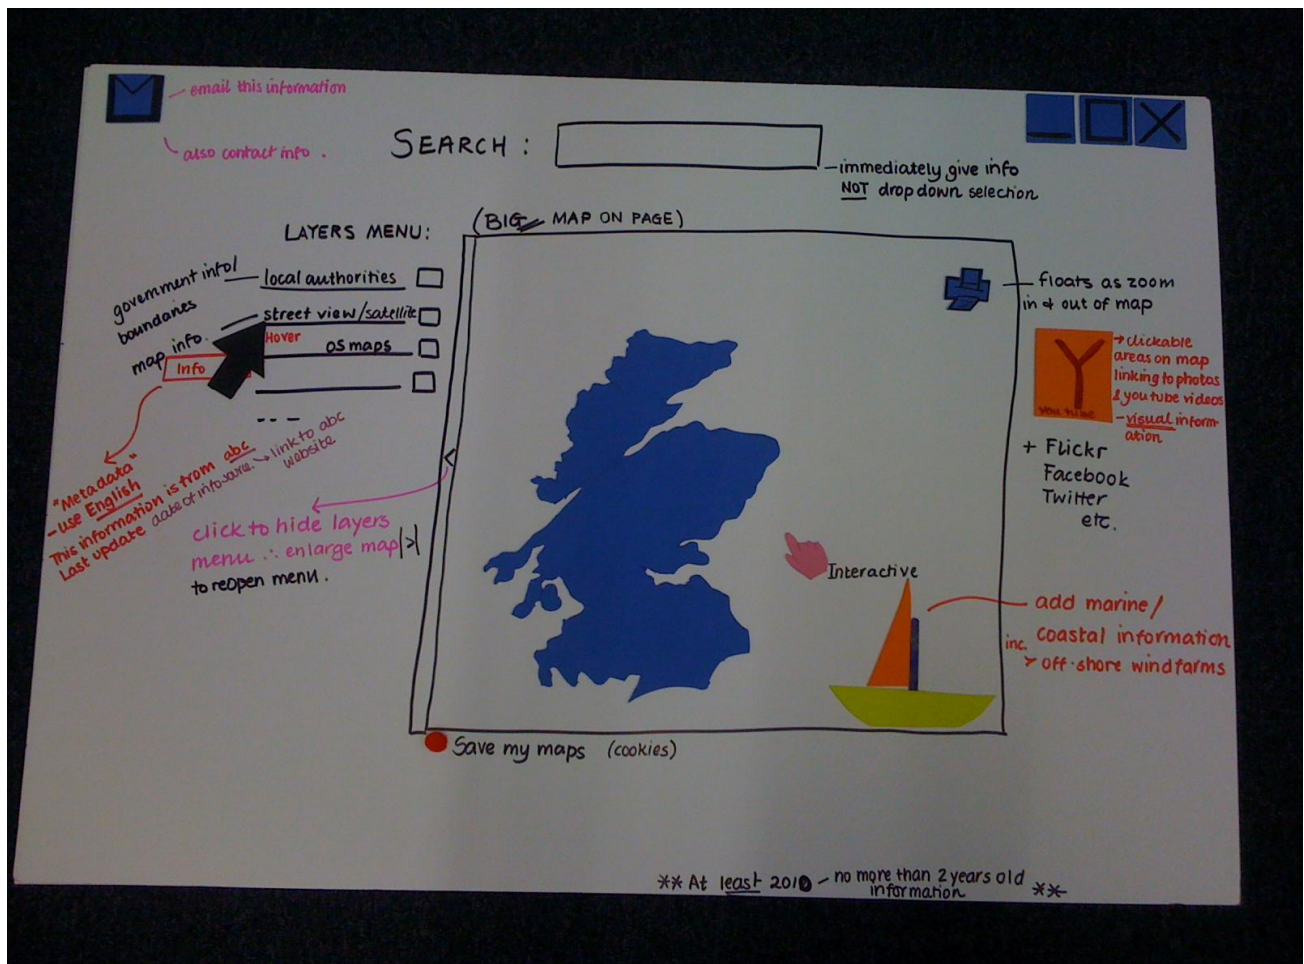 email this information
also contact info.
SEARCH :
immediately give info
NOT drop down selection
(BIG MAP ON PAGE)
LAYERS MENU:
government info/
boundaries
map info.
local authorities
street view/satellite
Hover
OS maps
Info
"Metadata"
- use English
This information is from abc
Last update date of info source. → link to abc
website
click to hide layers
menu ∴ enlarge map |>|
to reopen menu.
<
floats as zoom
in & out of map
Y
you tube
→ clickable
areas on map
linking to photos
& you tube videos
- visual inform-
ation
+ Flickr
Facebook
Twitter
etc.
Interactive
add marine/
inc. coastal information
> off-shore windfarms
Save my maps (cookies)
** At least 2010 - no more than 2 years old
information **